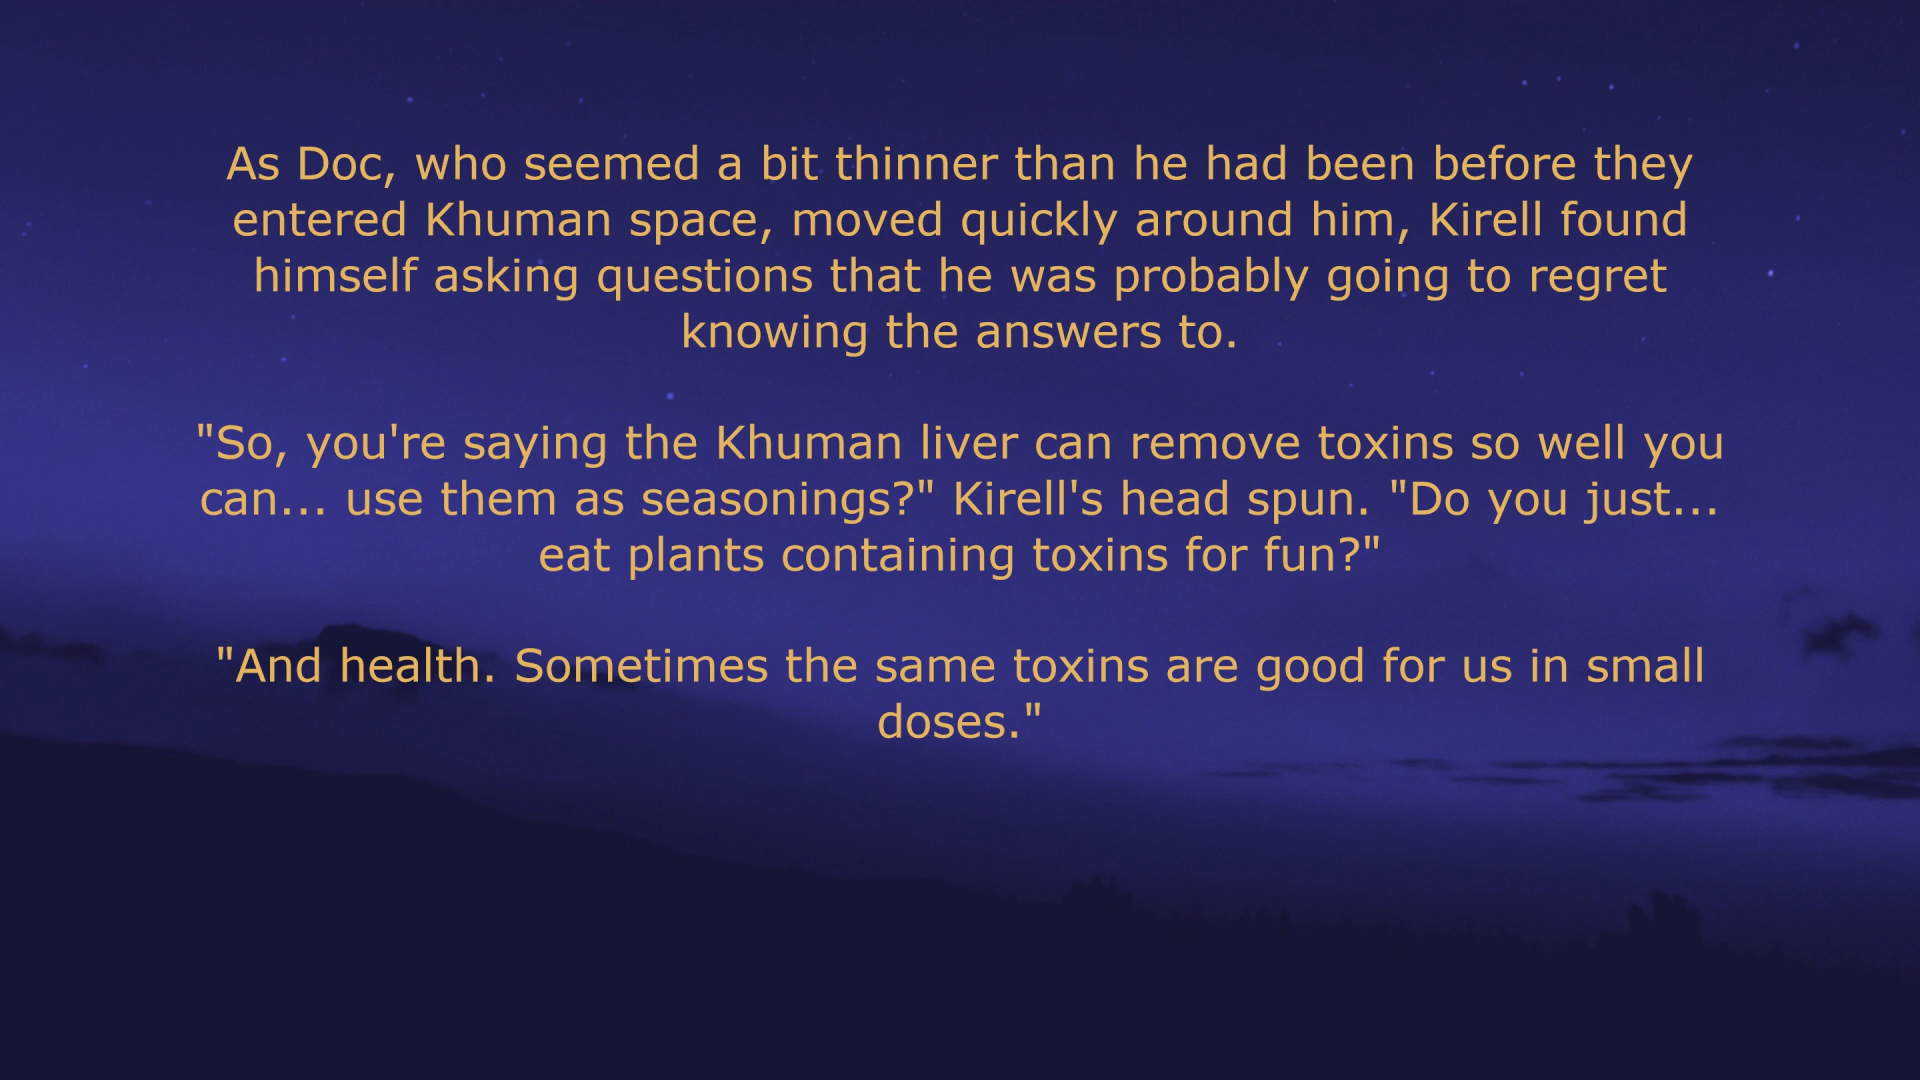 As Doc, who seemed a bit thinner than he had been before they
entered Khuman space, moved quickly around him, Kirell found
himself asking questions that he was probably going to regret
knowing the answers to.
"So, you're saying the Khuman liver can remove toxins so well you
can... use them as seasonings?" Kirell's head spun. "Do you just...
eat plants containing toxins for fun?"
"And health. Sometimes the same toxins are good for us in small
doses."